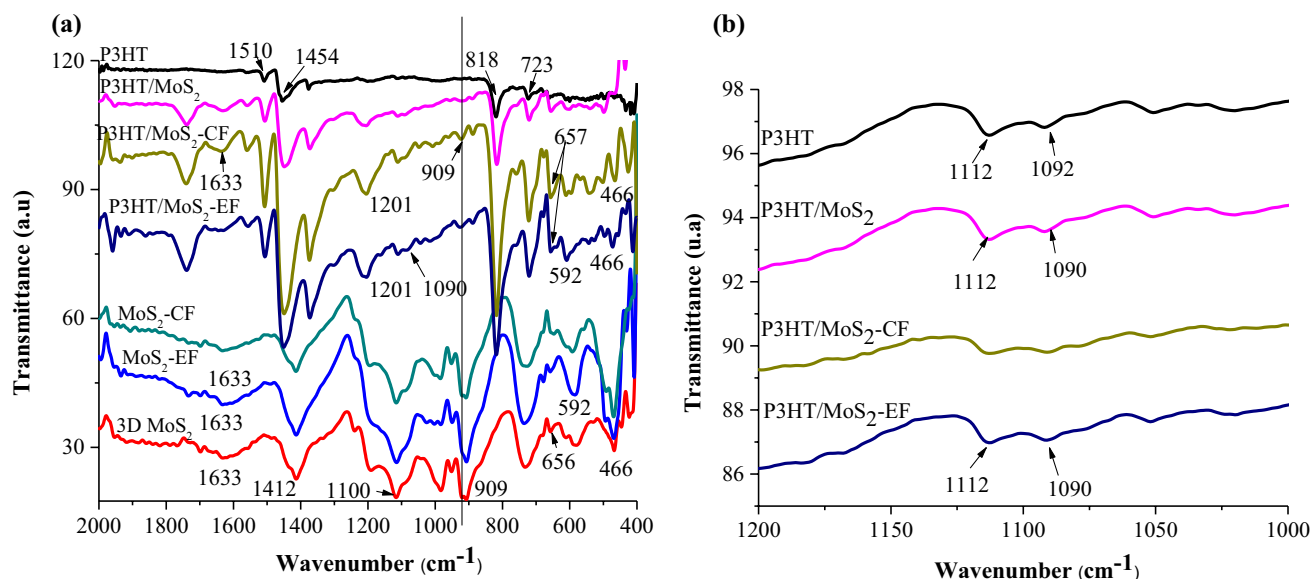 (a)
P3HT
1510
1454
818
723
120
P3HT/MoS2
P3HT/MoS2-CF
657
90
1633
1201
909
466
P3HT/MoS2-EF
1201
1090
592
466
60
MoS2-CF
MoS2-EF
1633
592
30
3D MoS2
1633
1412
1100
909
656
466
2000 1800 1600 1400 1200 1000 800 600 400
Wavenumber (cm-1)
Transmittance (a.u)
(b)
98
P3HT
96
1112
1092
94
P3HT/MoS2
92
1112
1090
P3HT/MoS2-CF
90
88
P3HT/MoS2-EF
86
1112
1090
1200 1150 1100 1050 1000
Wavenumber (cm-1)
Transmittance (u.a)